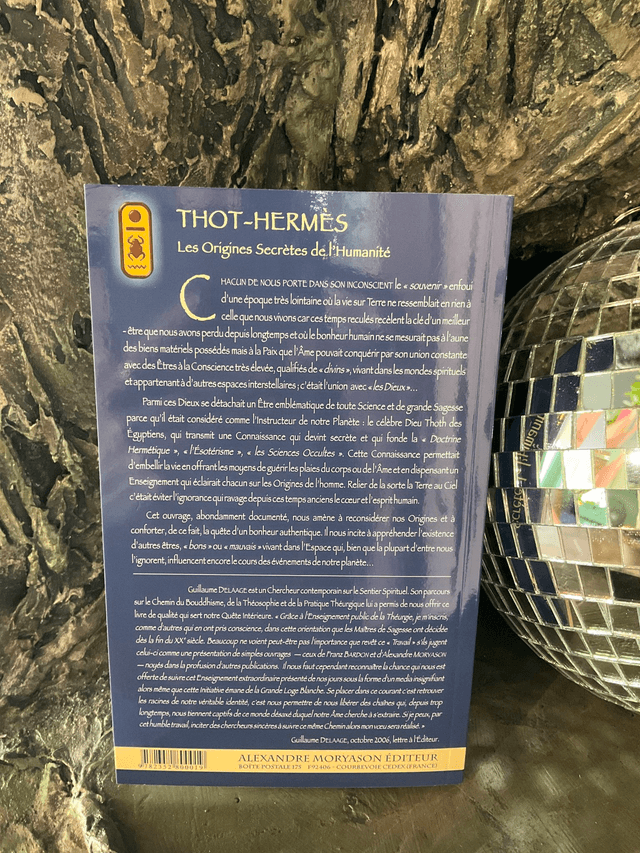 THOT-HERMÈS
Les Origines Secrètes de l'Humanité
CHACUN DE NOUS PORTE DANS SON INCONSCIENT le « souvenir » enfoui
d'une époque très lointaine où la vie sur Terre ne ressemblait en rien à
celle que nous vivons car ces temps reculés recèlent la clé d'un meilleur
- être que nous avons perdu depuis longtemps et où le bonheur humain ne se mesurait pas à l'aune
des biens matériels possédés mais à la Paix que l'Âme pouvait conquérir par son union constante
avec des Êtres à la Conscience très élevée, qualifiés de « divins », vivant dans les mondes spirituels
et appartenant à d'autres espaces interstellaires ; c'était l'union avec « les Dieux »...
Parmi ces Dieux se détachait un Être emblématique de toute Science et de grande Sagesse
parce qu'il était considéré comme l'Instructeur de notre Planète : le célèbre Dieu Thoth des
Égyptiens, qui transmit une Connaissance qui devint secrète et qui fonde la « Doctrine
Hermétique », « l'Ésotérisme », « les Sciences Occultes ». Cette Connaissance permettait
d'embellir la vie en offrant les moyens de guérir les plaies du corps ou de l'Âme et en dispensant un
Enseignement qui éclairait chacun sur les Origines de l'homme. Relier de la sorte la Terre au Ciel
c'était éviter l'ignorance qui ravage depuis ces temps anciens le cœur et l'esprit humain.
Cet ouvrage, abondamment documenté, nous amène à reconsidérer nos Origines et à
conforter, de ce fait, la quête d'un bonheur authentique. Il nous incite à appréhender l'existence
d'autres êtres, « bons » ou « mauvais » vivant dans l'Espace qui, bien que la plupart d'entre nous
l'ignorent, influencent encore le cours des événements de notre planète...
Guillaume DELAAGE est un Chercheur contemporain sur le Sentier Spirituel. Son parcours
sur le Chemin du Bouddhisme, de la Théosophie et de la Pratique Théurgique lui a permis de nous offrir ce
livre de qualité qui sert notre Quête Intérieure. « Grâce à l'Enseignement public de la Théurgie, je m'inscris,
comme d'autres qui en ont pris conscience, dans cette orientation que les Maîtres de Sagesse ont décidée
dès la fin du XXe siècle. Beaucoup ne voient peut-être pas l'importance que revêt ce « Travail » s'ils jugent
celui-ci comme une présentation de simples ouvrages — ceux de Franz BARDON et d'Alexandre MORYASON
— noyés dans la profusion d'autres publications. Il nous faut cependant reconnaître la chance qui nous est
offerte de suivre cet Enseignement extraordinaire présenté de nos jours sous la forme d'un media insignifiant
alors même que cette Initiative émane de la Grande Loge Blanche. Se placer dans ce courant c'est retrouver
les racines de notre véritable identité, c'est nous permettre de nous libérer des chaînes qui, depuis trop
longtemps, nous tiennent captifs de ce monde désaxé duquel notre Âme cherche à s'extraire. Si je peux, par
cet humble travail, inciter des chercheurs sincères à suivre ce même Chemin alors mon vœu sera réalisé. »
Guillaume DELAAGE, octobre 2006, lettre à l'Éditeur.
ALEXANDRE MORYASON ÉDITEUR
BOÎTE POSTALE 175 F92406 - COURBEVOIE CEDEX (FRANCE)